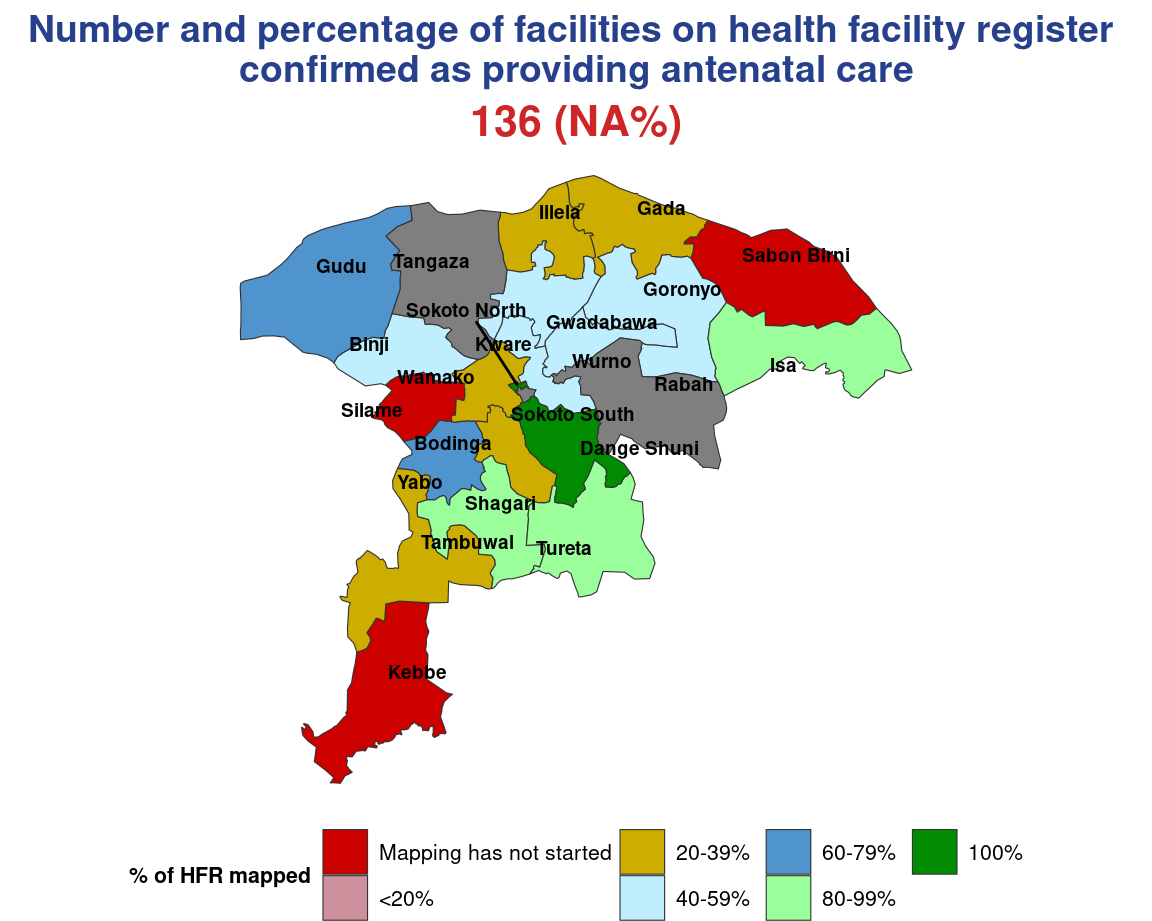 Number and percentage of facilities on health facility register
confirmed as providing antenatal care
136 (NA%)
Illela
Gada
Sabon Birni
Gudu
Tangaza
Goronyo
Sokoto North
Gwadabawa
Binji
Kware
Wurno
Isa
Wamako
Rabah
Silame
Sokoto South
Bodinga
Dange Shuni
Yabo
Shagari
Tambuwal
Tureta
Kebbe
% of HFR mapped
Mapping has not started
<20%
20-39%
40-59%
60-79%
80-99%
100%